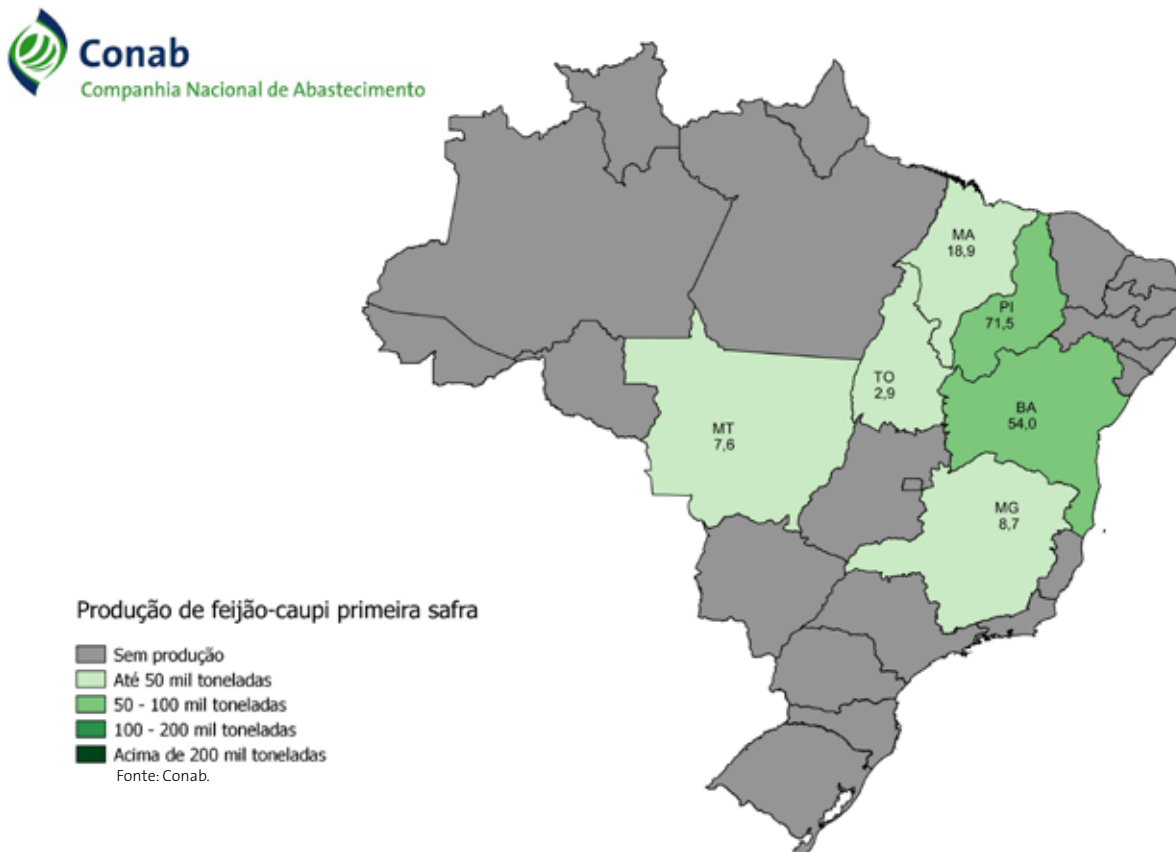 Conab
Companhia Nacional de Abastecimento
MA
18,9
PI
71,5
TO
2,9
BA
54,0
MT
7,6
MG
8,7
Produção de feijão-caupi primeira safra
Sem produção
Até 50 mil toneladas
50 - 100 mil toneladas
100 - 200 mil toneladas
Acima de 200 mil toneladas
Fonte: Conab.